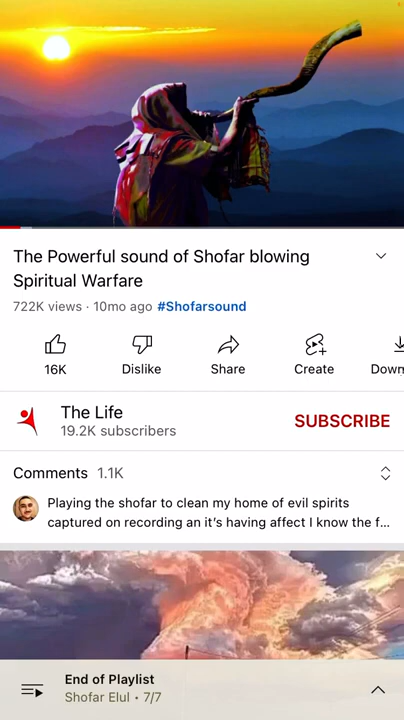 The Powerful sound of Shofar blowing
Spiritual Warfare
722K views · 10mo ago #Shofarsound
16K Dislike Share Create Down
The Life
19.2K subscribers
SUBSCRIBE
Comments 1.1K
Playing the shofar to clean my home of evil spirits
captured on recording an it's having affect I know the f...
End of Playlist
Shofar Elul • 7/7